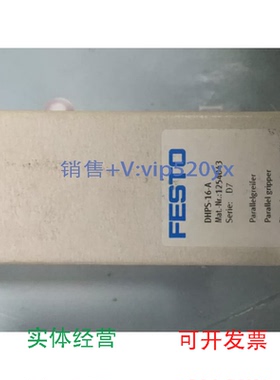 销售+V:vip520yx
FESTO
DHPS-16-A
Mat. Nr.:1254043
Serie: D7
Parallelgreifer
Parallel gripper
实体经营
可开发票